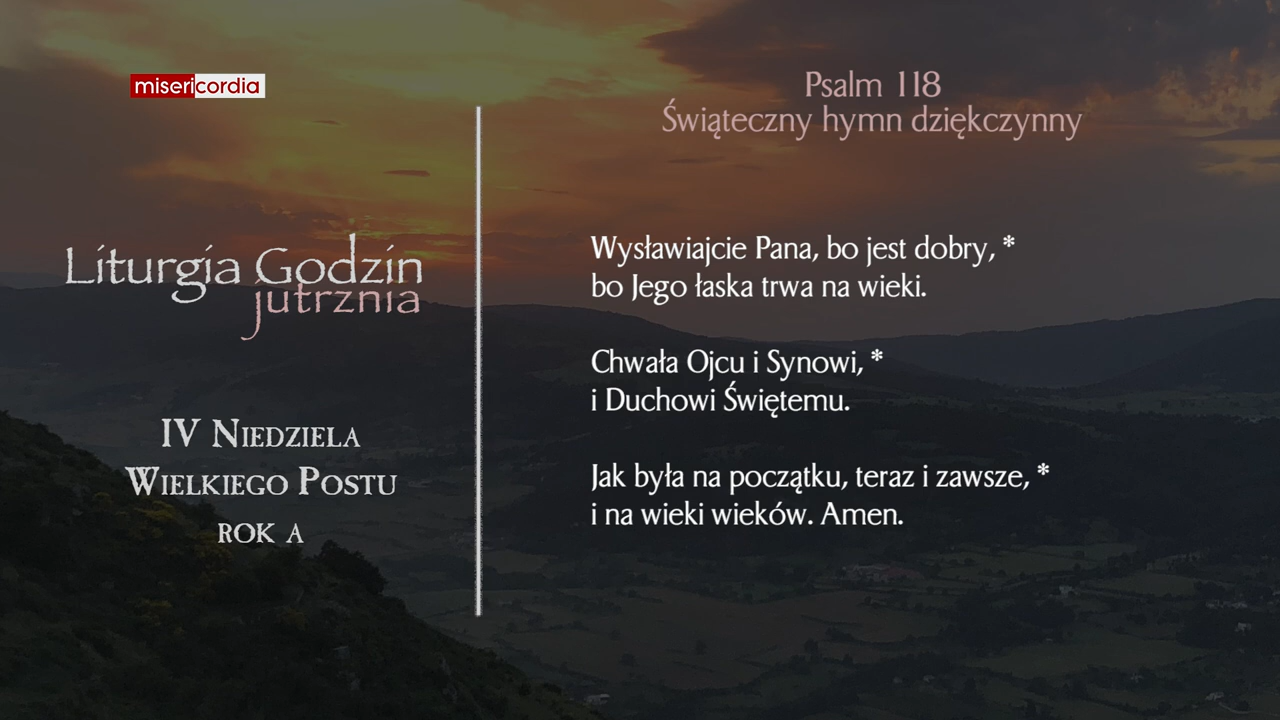 misericordia
Liturgia Godzin
jutrznia
IV Niedziela
Wielkiego Postu
rok A
Psalm 118
Świąteczny hymn dziękczynny
Wysławiajcie Pana, bo jest dobry, *
bo Jego łaska trwa na wieki.
Chwała Ojcu i Synowi, *
i Duchowi Świętemu.
Jak była na początku, teraz i zawsze, *
i na wieki wieków. Amen.